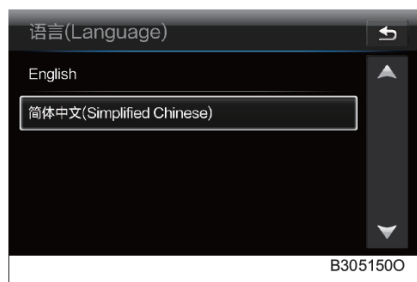 语言(Language)
English
简体中文(Simplified Chinese)
B305150O